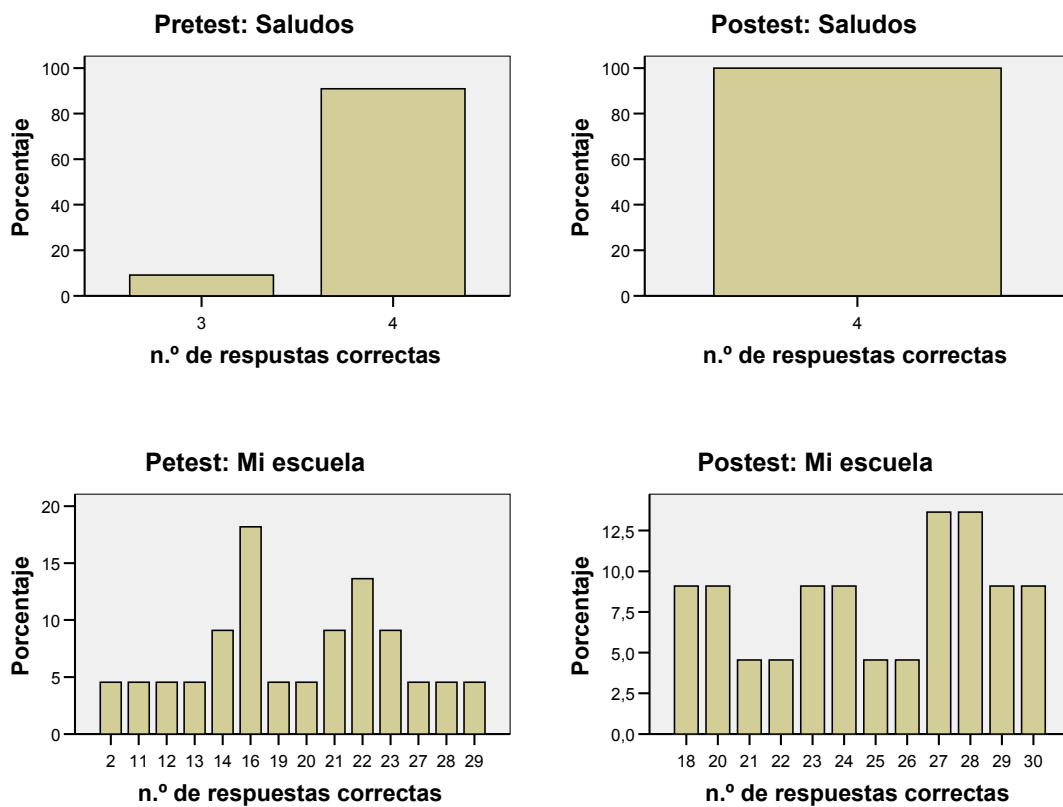 Pretest: Saludos
Porcentaje
100
80
60
40
20
0
3 4
n.º de respustas correctas
Postest: Saludos
Porcentaje
100
80
60
40
20
0
4
n.º de respuestas correctas
Petest: Mi escuela
Porcentaje
20
15
10
5
0
2 11 12 13 14 16 19 20 21 22 23 27 28 29
n.º de respuestas correctas
Postest: Mi escuela
Porcentaje
12,5
10,0
7,5
5,0
2,5
0,0
18 20 21 22 23 24 25 26 27 28 29 30
n.º de respuestas correctas